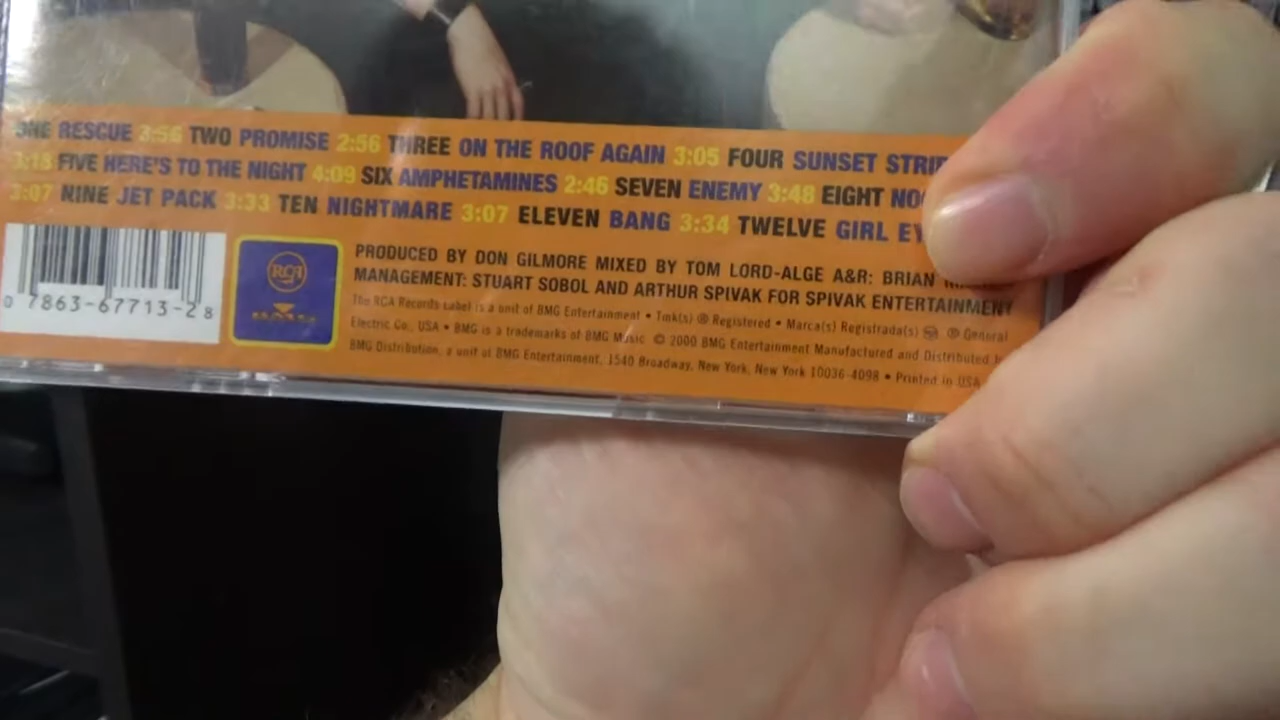 ONE RESCUE 3:56 TWO PROMISE 2:56 THREE ON THE ROOF AGAIN 3:05 FOUR SUNSET STRIP
3:18 FIVE HERE'S TO THE NIGHT 4:09 SIX AMPHETAMINES 2:46 SEVEN ENEMY 3:48 EIGHT
3:07 NINE JET PACK 3:33 TEN NIGHTMARE 3:07 ELEVEN BANG 3:34 TWELVE GIRL
PRODUCED BY DON GILMORE MIXED BY TOM LORD-ALGE A&R: BRIAN
MANAGEMENT: STUART SOBOL AND ARTHUR SPIVAK FOR SPIVAK ENTERTAINMENT
The RCA Records Label is a unit of BMG Entertainment • Tmk(s) ® Registered • Marca(s) Registrada(s) ℗ General
Electric Co., USA • BMG is a trademarks of BMG Music © 2000 BMG Entertainment Manufactured and Distributed
BMG Distribution, a unit of BMG Entertainment, 1540 Broadway, New York, New York 10036-4098 • Printed in USA
0 7863-67713-2 8
RCA
BMG